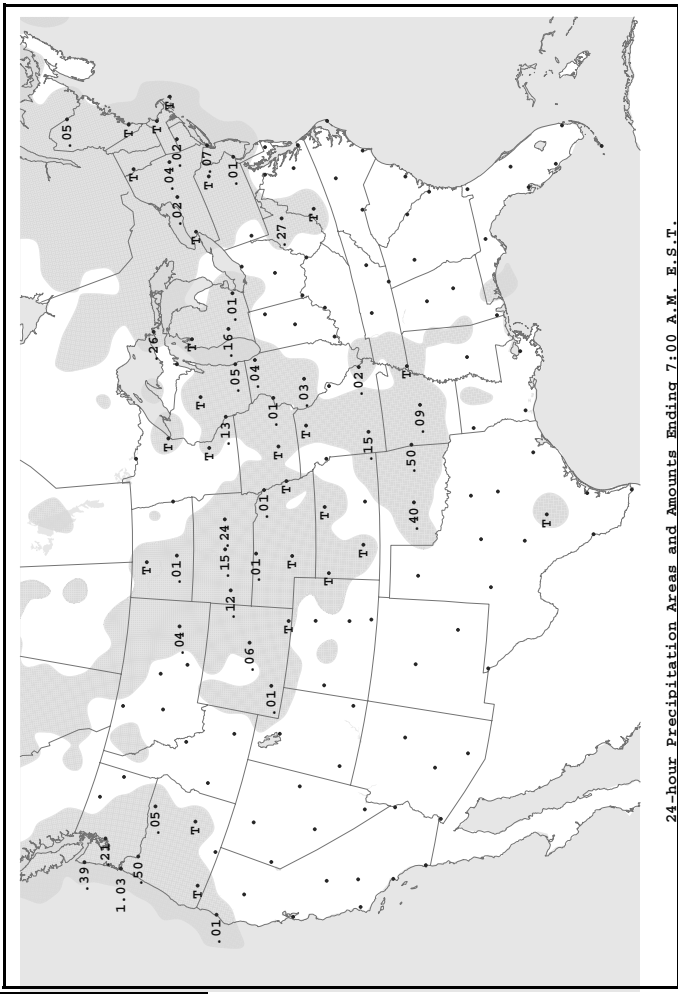 .05
.39
.21
1.03
T
T
.50
T
.26
.05
T
T
.04
T
.01
.02
.02
.04
T
T
T
T
T
.07
T
T
.01
.15 .24
.13
.16
.12
.01
.01
.05
.06
.04
.01
.01
.01
.01
T
.27
T
T
T
.03
T
T
T
T
.02
T
.15
T
.50
.40
.09
T
24-hour Precipitation Areas and Amounts Ending 7:00 A.M. E.S.T.